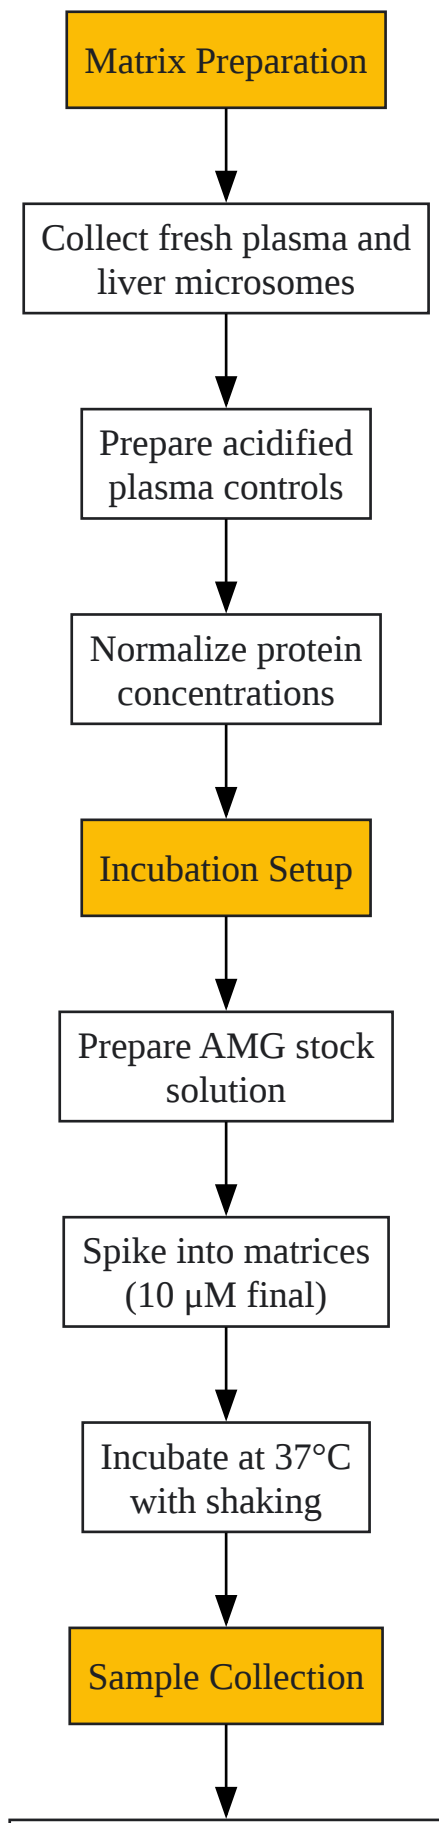 Matrix Preparation
Collect fresh plasma and
liver microsomes
Prepare acidified
plasma controls
Normalize protein
concentrations
Incubation Setup
Prepare AMG stock
solution
Spike into matrices
(10 μM final)
Incubate at 37°C
with shaking
Sample Collection